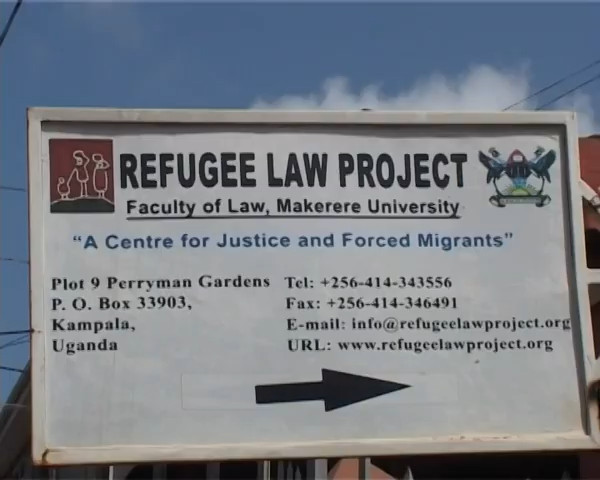 REFUGEE LAW PROJECT
Faculty of Law, Makerere University
"A Centre for Justice and Forced Migrants"
Plot 9 Perryman Gardens
P. O. Box 33903,
Kampala,
Uganda
Tel: +256-414-343556
Fax: +256-414-346491
E-mail: info@refugeelawproject.org
URL: www.refugeelawproject.org